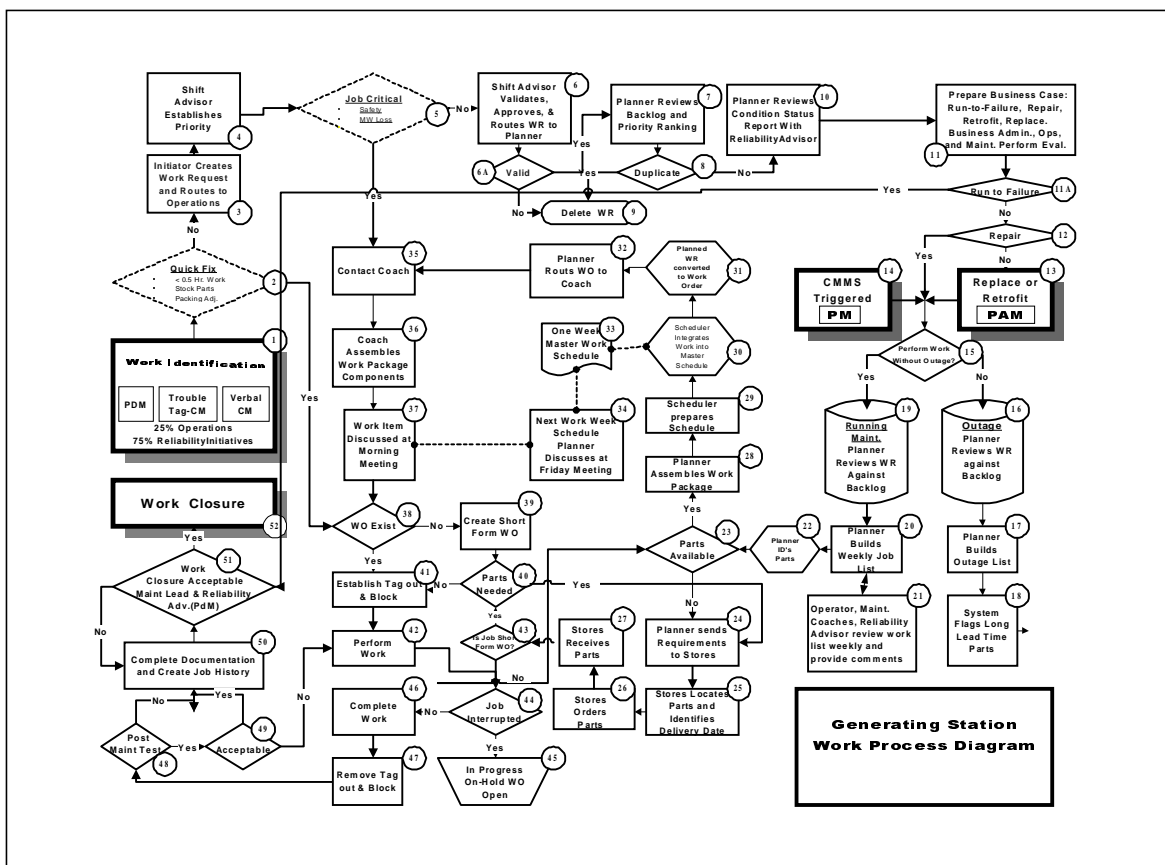 Shift
Advisor
Establishes
Priority
4
Job Critical
Safety
MW Loss
5
No
Shift Advisor
Validates,
Approves, &
Routes WR to
Planner
6
Planner Reviews
Backlog and
Priority Ranking
7
Planner Reviews
Condition Status
Report With
ReliabilityAdvisor
10
Prepare Business Case:
Run-to-Failure, Repair,
Retrofit, Replace.
Business Admin., Ops,
and Maint. Perform Eval.
11
Initiator Creates
Work Request
and Routes to
Operations
3
Yes
6A
Valid
Yes
Duplicate
8
No
Yes
Run to Failure
11A
No
Delete WR
9
No
Repair
12
Yes
No
No
Quick Fix
< 0.5 Hr. Work
Stock Parts
Packing Adj.
2
Yes
Contact Coach
35
Planner
Routes WO to
Coach
32
Planned
WR
converted
to Work
Order
31
CMMS
Triggered
PM
14
Replace or
Retrofit
PAM
13
Work Identification
1
PDM
Trouble
Tag-CM
Verbal
CM
25% Operations
75% ReliabilityInitiatives
Yes
Coach
Assembles
Work Package
Components
36
One Week
Master Work
Schedule
33
Scheduler
Integrates
Work into
Master
Schedule
30
Perform Work
Without Outage?
15
Yes
No
Work Item
Discussed at
Morning
Meeting
37
Next Work Week
Schedule
Planner
Discusses at
Friday Meeting
34
Scheduler
prepares
Schedule
29
Running
Maint.
Planner
Reviews WR
Against
Backlog
19
Outage
Planner
Reviews WR
against
Backlog
16
Planner
Assembles Work
Package
28
Work Closure
52
Yes
WO Exist
38
No
Create Short
Form WO
39
Yes
Parts
Available
23
Planner
ID's
Parts
22
Planner
Builds
Weekly Job
List
20
Planner
Builds
Outage List
17
Work
Closure Acceptable
Maint Lead & Reliability
Adv.(PdM)
51
Yes
Establish Tag out
& Block
41
No
Parts
Needed
40
Yes
No
Yes
No
Perform
Work
42
Is Job Short
Form WO?
43
Stores
Receives
Parts
27
Planner sends
Requirements
to Stores
24
Operator, Maint.
Coaches, Reliability
Advisor review work
list weekly and
provide comments
21
System
Flags Long
Lead Time
Parts
18
Complete Documentation
and Create Job History
50
No
No
Yes
No
Complete
Work
46
No
Job
Interrupted
44
Stores
Orders
Parts
26
Stores Locates
Parts and
Identifies
Delivery Date
25
Post
Maint Test
48
Yes
Acceptable
49
Yes
Remove Tag
out & Block
47
In Progress
On-Hold WO
Open
45
Generating Station
Work Process Diagram